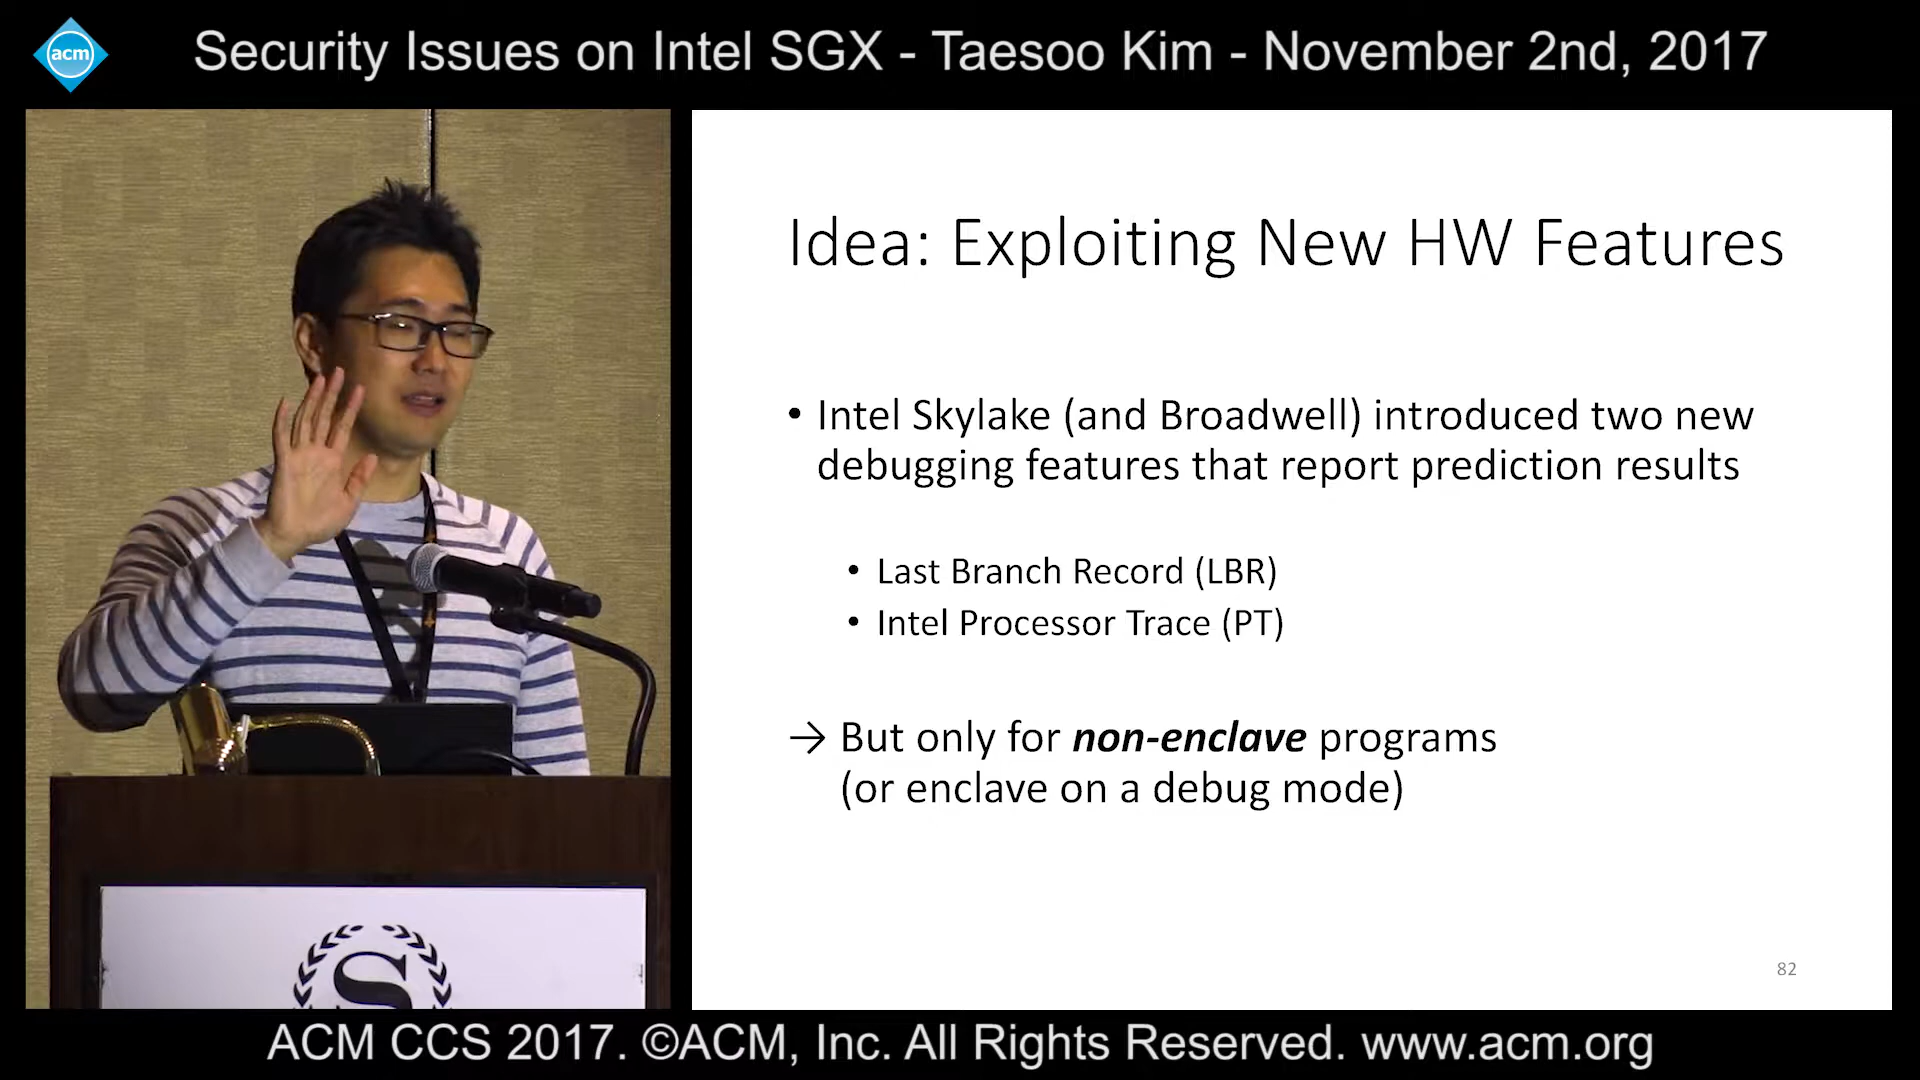 acm
Security Issues on Intel SGX - Taesoo Kim - November 2nd, 2017
Idea: Exploiting New HW Features
• Intel Skylake (and Broadwell) introduced two new
debugging features that report prediction results
• Last Branch Record (LBR)
• Intel Processor Trace (PT)
→ But only for non-enclave programs
(or enclave on a debug mode)
82
S
ACM CCS 2017. ©ACM, Inc. All Rights Reserved. www.acm.org